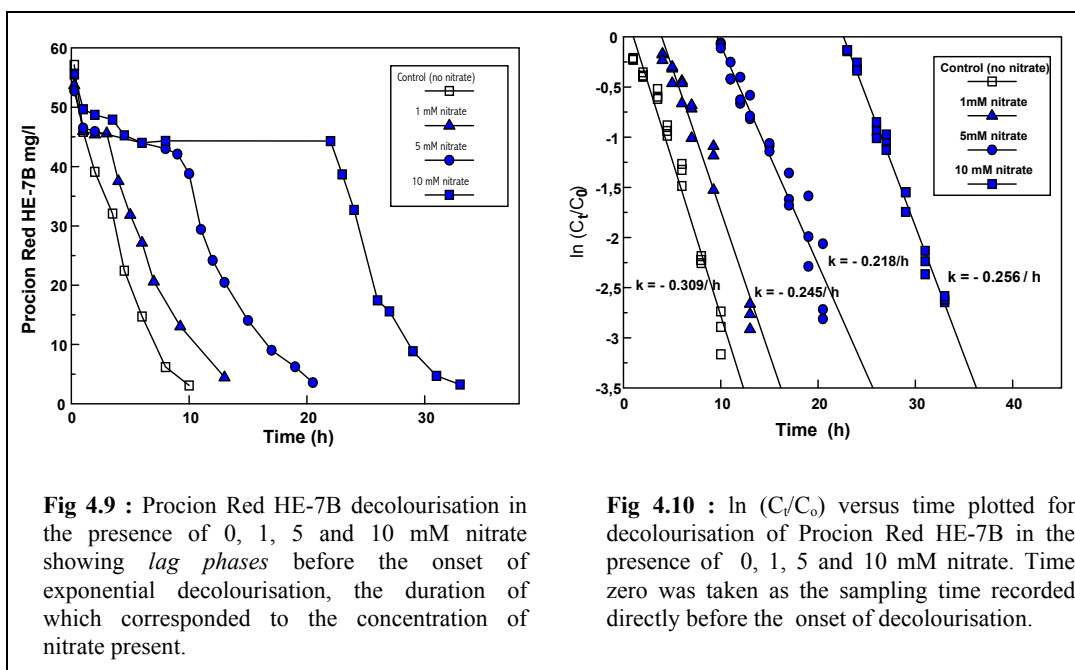 60
50
40
30
20
10
0
Procion Red HE-7B mg/l
Control (no nitrate)
1 mM nitrate
5 mM nitrate
10 mM nitrate
0 10 20 30
Time (h)
0
-0,5
-1,0
-1,5
-2,0
-2,5
-3
-3,5
ln (Ct/C0)
Control (no nitrate)
1mM nitrate
5mM nitrate
10 mM nitrate
k = - 0.309/ h
k = - 0.245/ h
k = - 0.218/h
k = - 0.256 / h
0 10 20 30 40
Time (h)
Fig 4.9 : Procion Red HE-7B decolourisation in
the presence of 0, 1, 5 and 10 mM nitrate
showing lag phases before the onset of
exponential decolourisation, the duration of
which corresponded to the concentration of
nitrate present.
Fig 4.10 : ln (Ct/Co) versus time plotted for
decolourisation of Procion Red HE-7B in the
presence of 0, 1, 5 and 10 mM nitrate. Time
zero was taken as the sampling time recorded
directly before the onset of decolourisation.